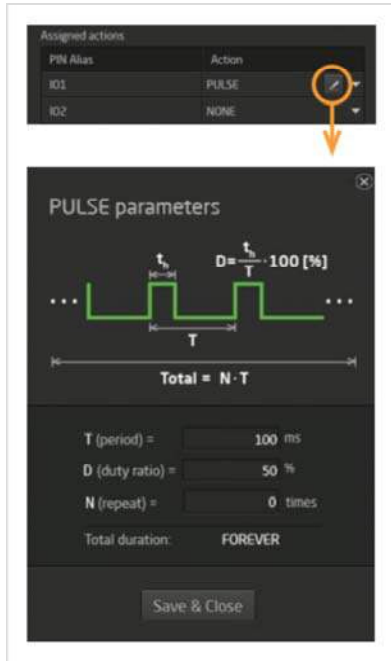 Assigned actions
PIN Alias Action
IO1 PULSE
IO2 NONE
PULSE parameters
tₕ D= tₕ/T ·100 [%]
... ...
T
Total = N·T
T (period) = 100 ms
D (duty ratio) = 50 %
N (repeat) = 0 times
Total duration: FOREVER
Save & Close